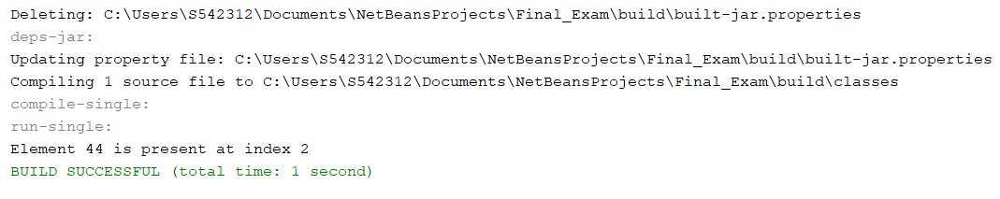 Deleting: C:\Users\S542312\Documents\NetBeansProjects\Final_Exam\build\built-jar.properties
deps-jar:
Updating property file: C:\Users\S542312\Documents\NetBeansProjects\Final_Exam\build\built-jar.properties
Compiling 1 source file to C:\Users\S542312\Documents\NetBeansProjects\Final_Exam\build\classes
compile-single:
run-single:
Element 44 is present at index 2
BUILD SUCCESSFUL (total time: 1 second)